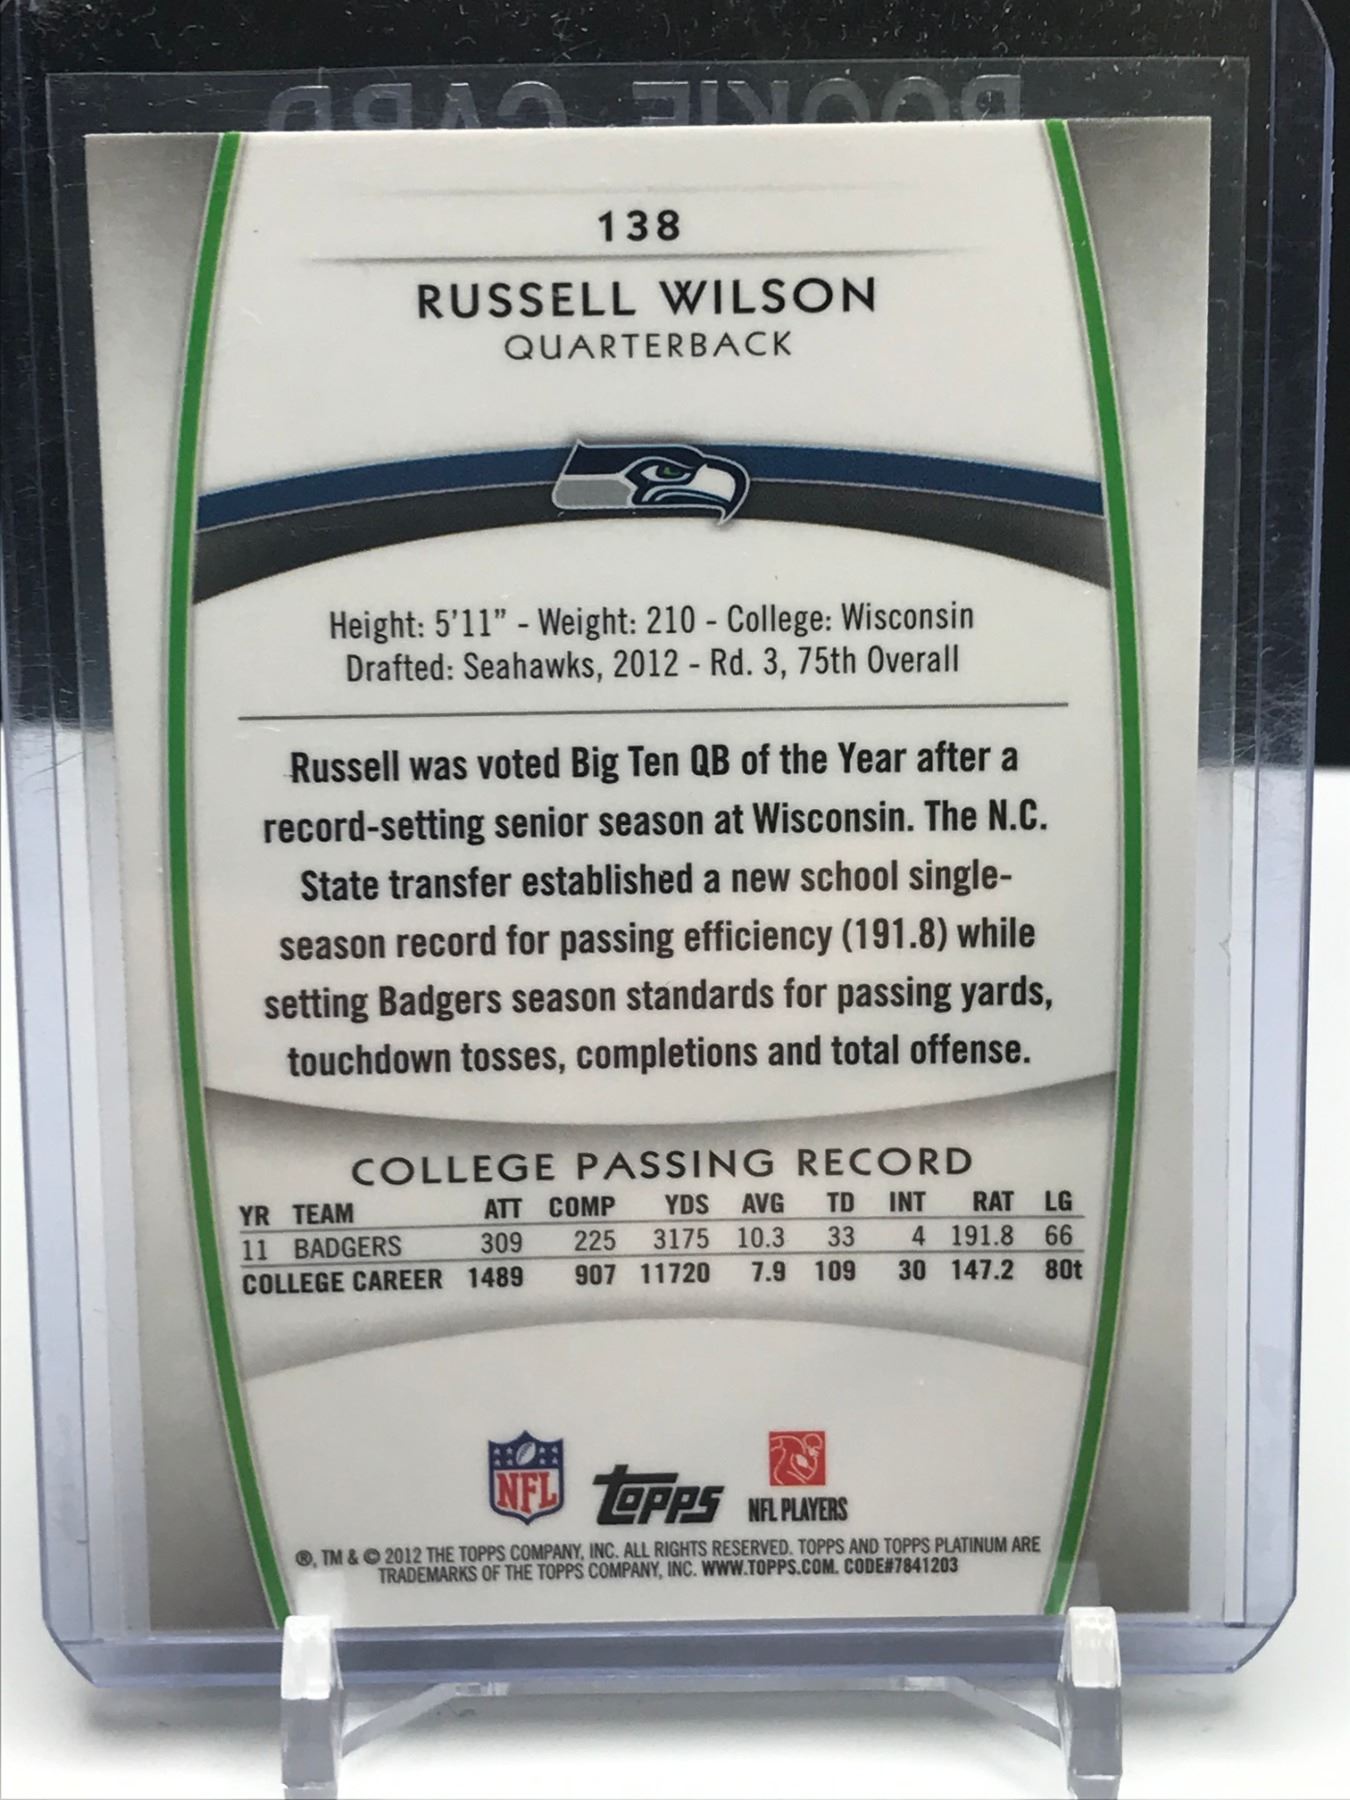 ROOKIE CARD
138
RUSSELL WILSON
QUARTERBACK
Height: 5'11" - Weight: 210 - College: Wisconsin
Drafted: Seahawks, 2012 - Rd. 3, 75th Overall
Russell was voted Big Ten QB of the Year after a
record-setting senior season at Wisconsin. The N.C.
State transfer established a new school single-
season record for passing efficiency (191.8) while
setting Badgers season standards for passing yards,
touchdown tosses, completions and total offense.
COLLEGE PASSING RECORD
YR TEAM ATT COMP YDS AVG TD INT RAT LG
11 BADGERS 309 225 3175 10.3 33 4 191.8 66
COLLEGE CAREER 1489 907 11720 7.9 109 30 147.2 80t
NFL topps NFL PLAYERS
®, TM & © 2012 THE TOPPS COMPANY, INC. ALL RIGHTS RESERVED. TOPPS AND TOPPS PLATINUM ARE
TRADEMARKS OF THE TOPPS COMPANY, INC. WWW.TOPPS.COM. CODE#7841203